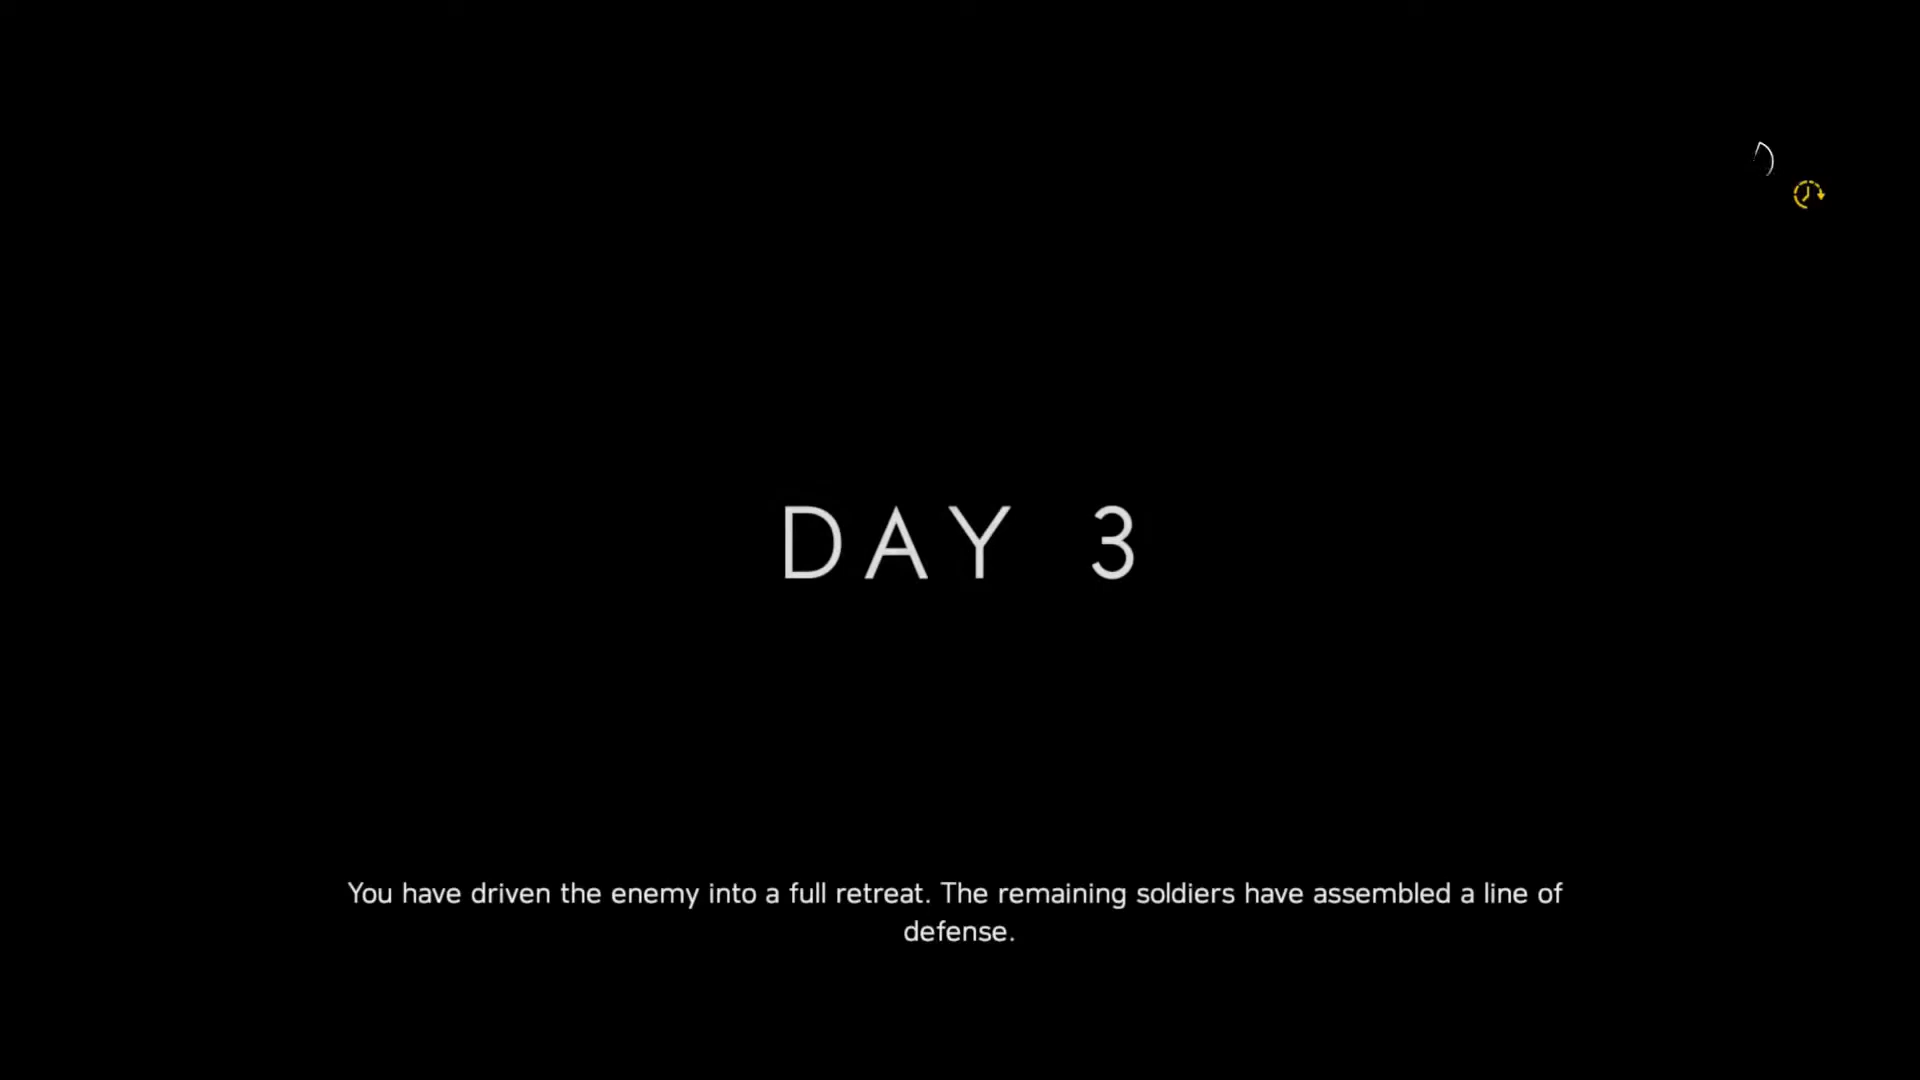 DAY 3
You have driven the enemy into a full retreat. The remaining soldiers have assembled a line of
defense.